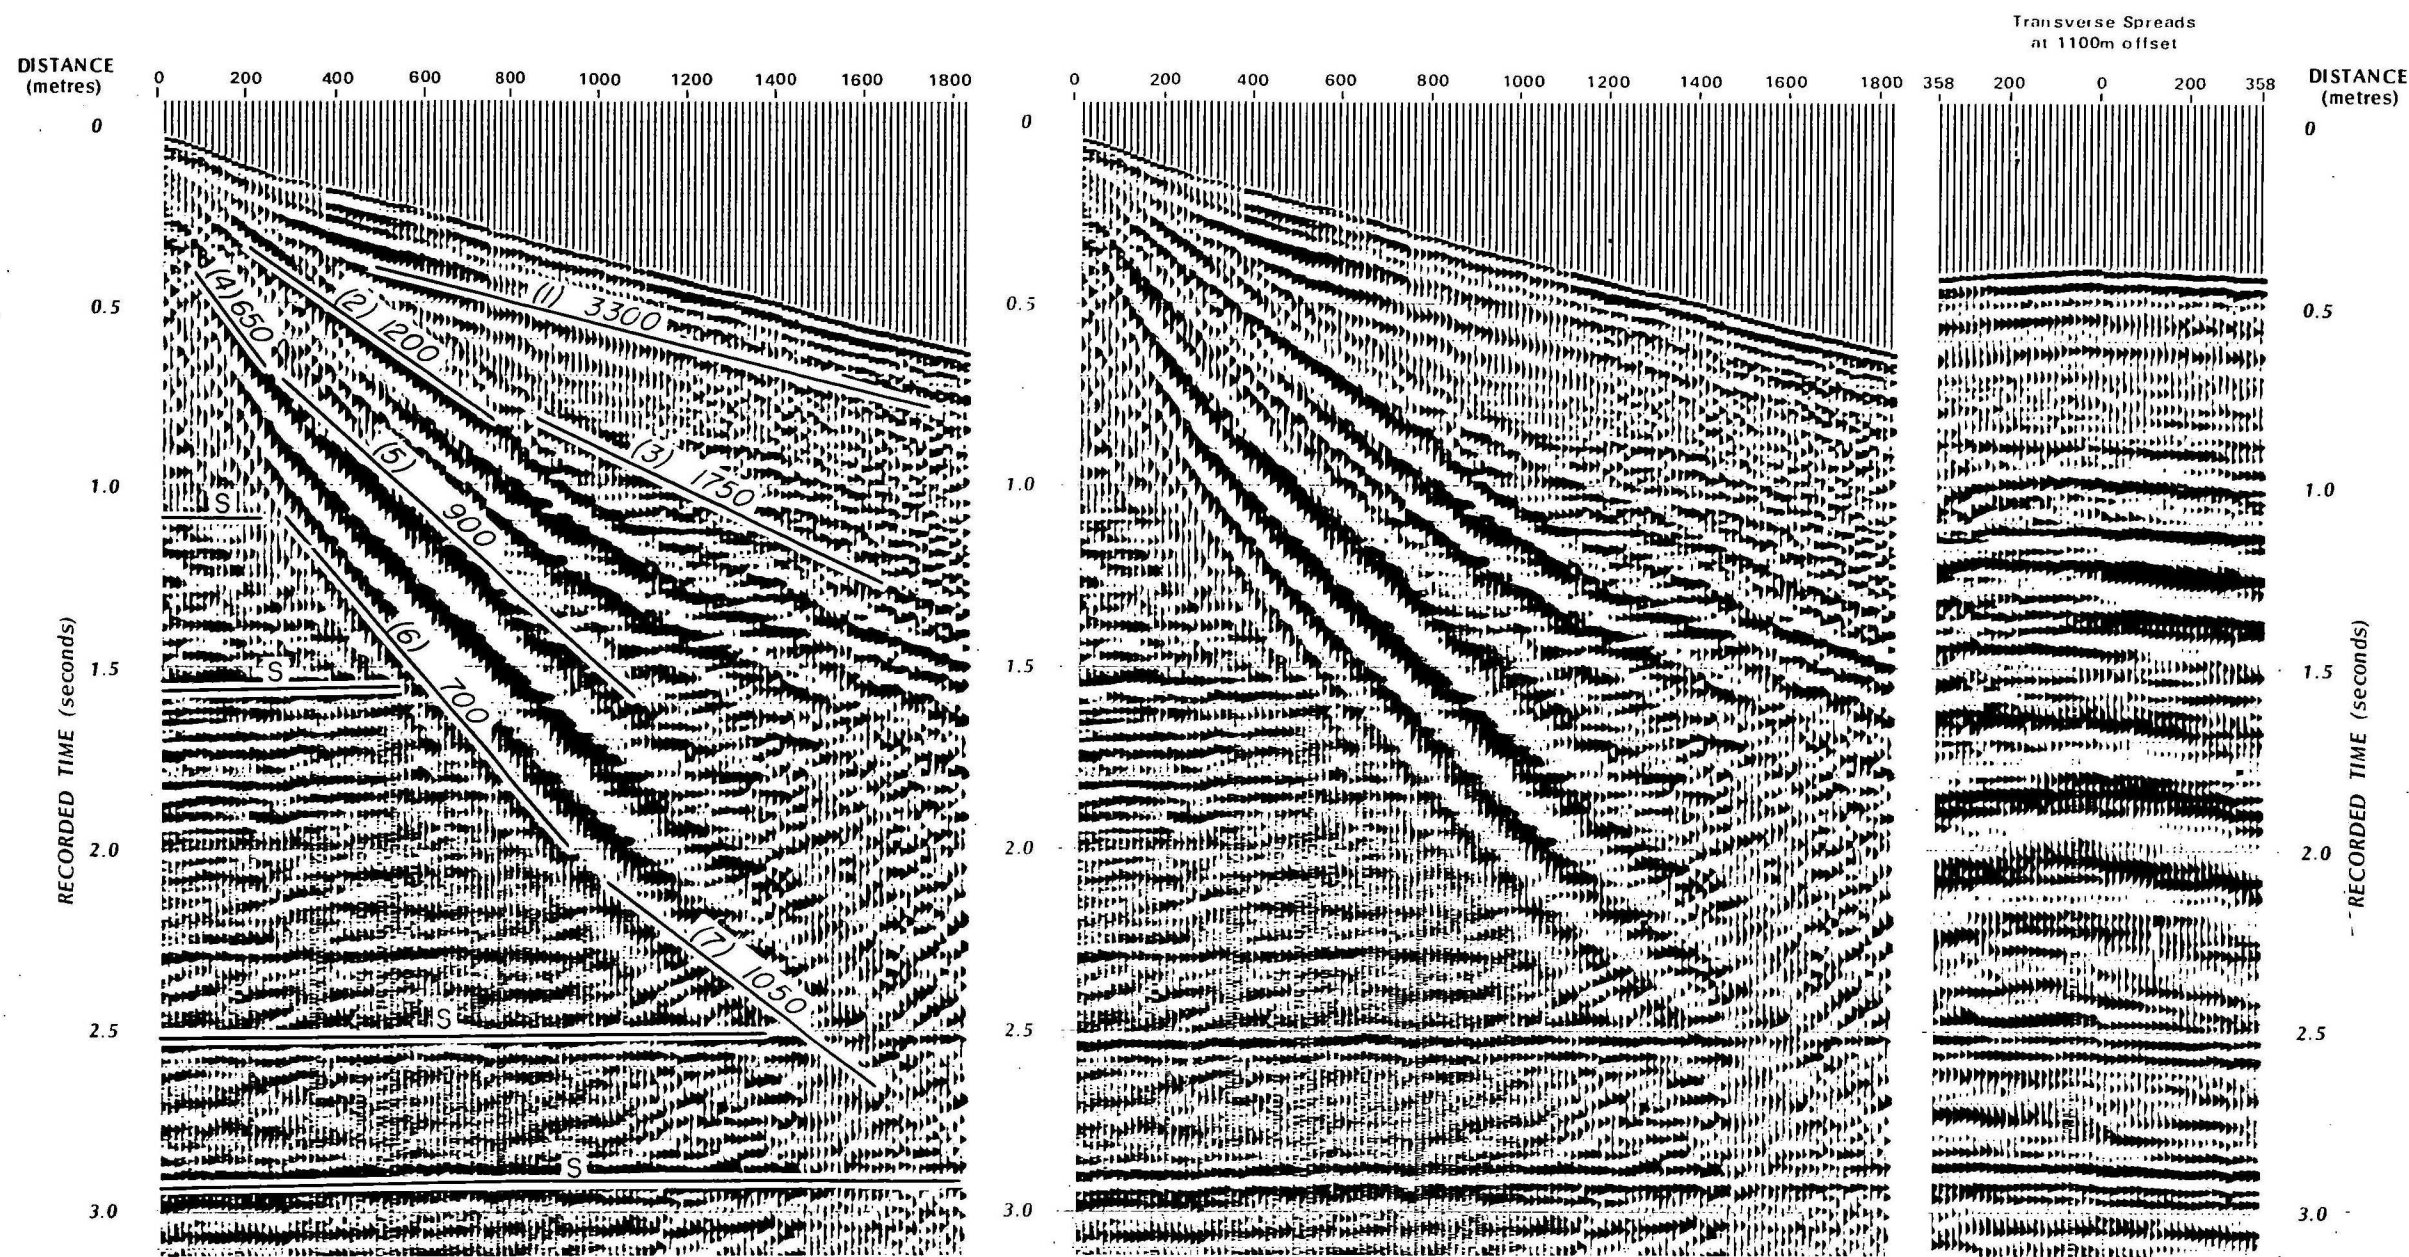 Transverse Spreads
at 1100m offset
DISTANCE
(metres)
0 200 400 600 800 1000 1200 1400 1600 1800
0 200 400 600 800 1000 1200 1400 1600 1800
358 200 0 200 358
DISTANCE
(metres)
0
0.5
1.0
1.5
2.0
2.5
3.0
RECORDED TIME (seconds)
(1) 3300
(2) 1200
(3) 1750
(4) 650
(5) 900
(6) 700
(7) 1050
S
S
S
S
0
0.5
1.0
1.5
2.0
2.5
3.0
0
0.5
1.0
1.5
2.0
2.5
3.0
RECORDED TIME (seconds)